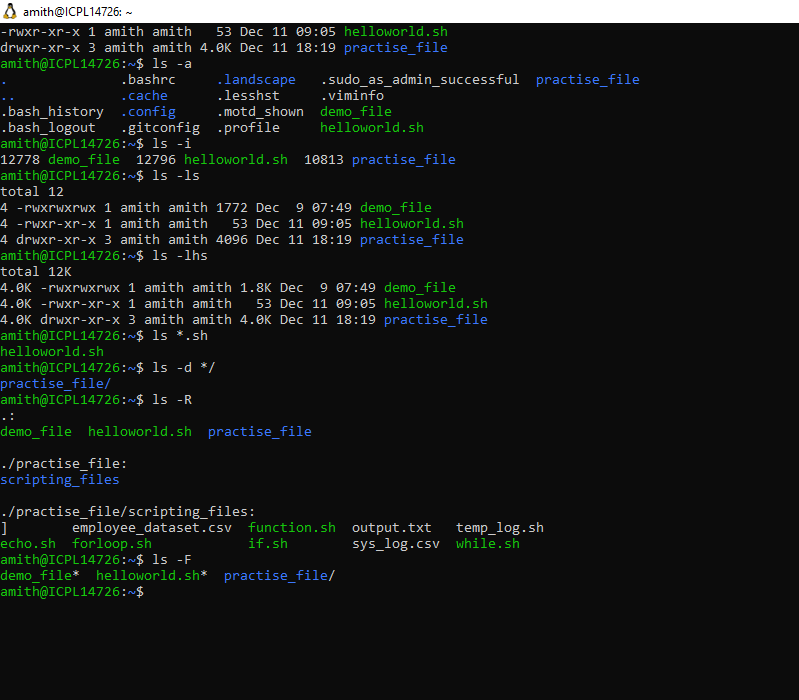 amith@ICPL14726: ~
-rwxr-xr-x 1 amith amith   53 Dec 11 09:05 helloworld.sh
drwxr-xr-x 3 amith amith 4.0K Dec 11 18:19 practise_file
amith@ICPL14726:~$ ls -a
.              .bashrc     .landscape   .sudo_as_admin_successful  practise_file
..             .cache      .lesshst     .viminfo
.bash_history  .config     .motd_shown  demo_file
.bash_logout   .gitconfig  .profile     helloworld.sh
amith@ICPL14726:~$ ls -i
12778 demo_file  12796 helloworld.sh  10813 practise_file
amith@ICPL14726:~$ ls -ls
total 12
4 -rwxrwxrwx 1 amith amith 1772 Dec  9 07:49 demo_file
4 -rwxr-xr-x 1 amith amith   53 Dec 11 09:05 helloworld.sh
4 drwxr-xr-x 3 amith amith 4096 Dec 11 18:19 practise_file
amith@ICPL14726:~$ ls -lhs
total 12K
4.0K -rwxrwxrwx 1 amith amith 1.8K Dec  9 07:49 demo_file
4.0K -rwxr-xr-x 1 amith amith   53 Dec 11 09:05 helloworld.sh
4.0K drwxr-xr-x 3 amith amith 4.0K Dec 11 18:19 practise_file
amith@ICPL14726:~$ ls *.sh
helloworld.sh
amith@ICPL14726:~$ ls -d */
practise_file/
amith@ICPL14726:~$ ls -R
.:
demo_file  helloworld.sh  practise_file

./practise_file:
scripting_files

./practise_file/scripting_files:
]        employee_dataset.csv  function.sh  output.txt   temp_log.sh
echo.sh  forloop.sh            if.sh        sys_log.csv  while.sh
amith@ICPL14726:~$ ls -F
demo_file*  helloworld.sh*  practise_file/
amith@ICPL14726:~$